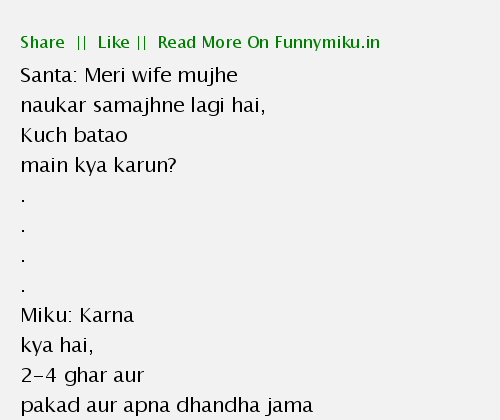 Share || Like || Read More On Funnymiku.in
Santa: Meri wife mujhe
naukar samajhne lagi hai,
Kuch batao
main kya karun?
.
.
.
.
Miku: Karna
kya hai,
2-4 ghar aur
pakad aur apna dhandha jama